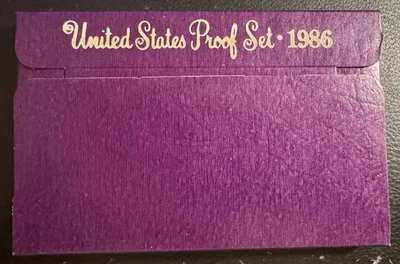 United States Proof Set · 1986